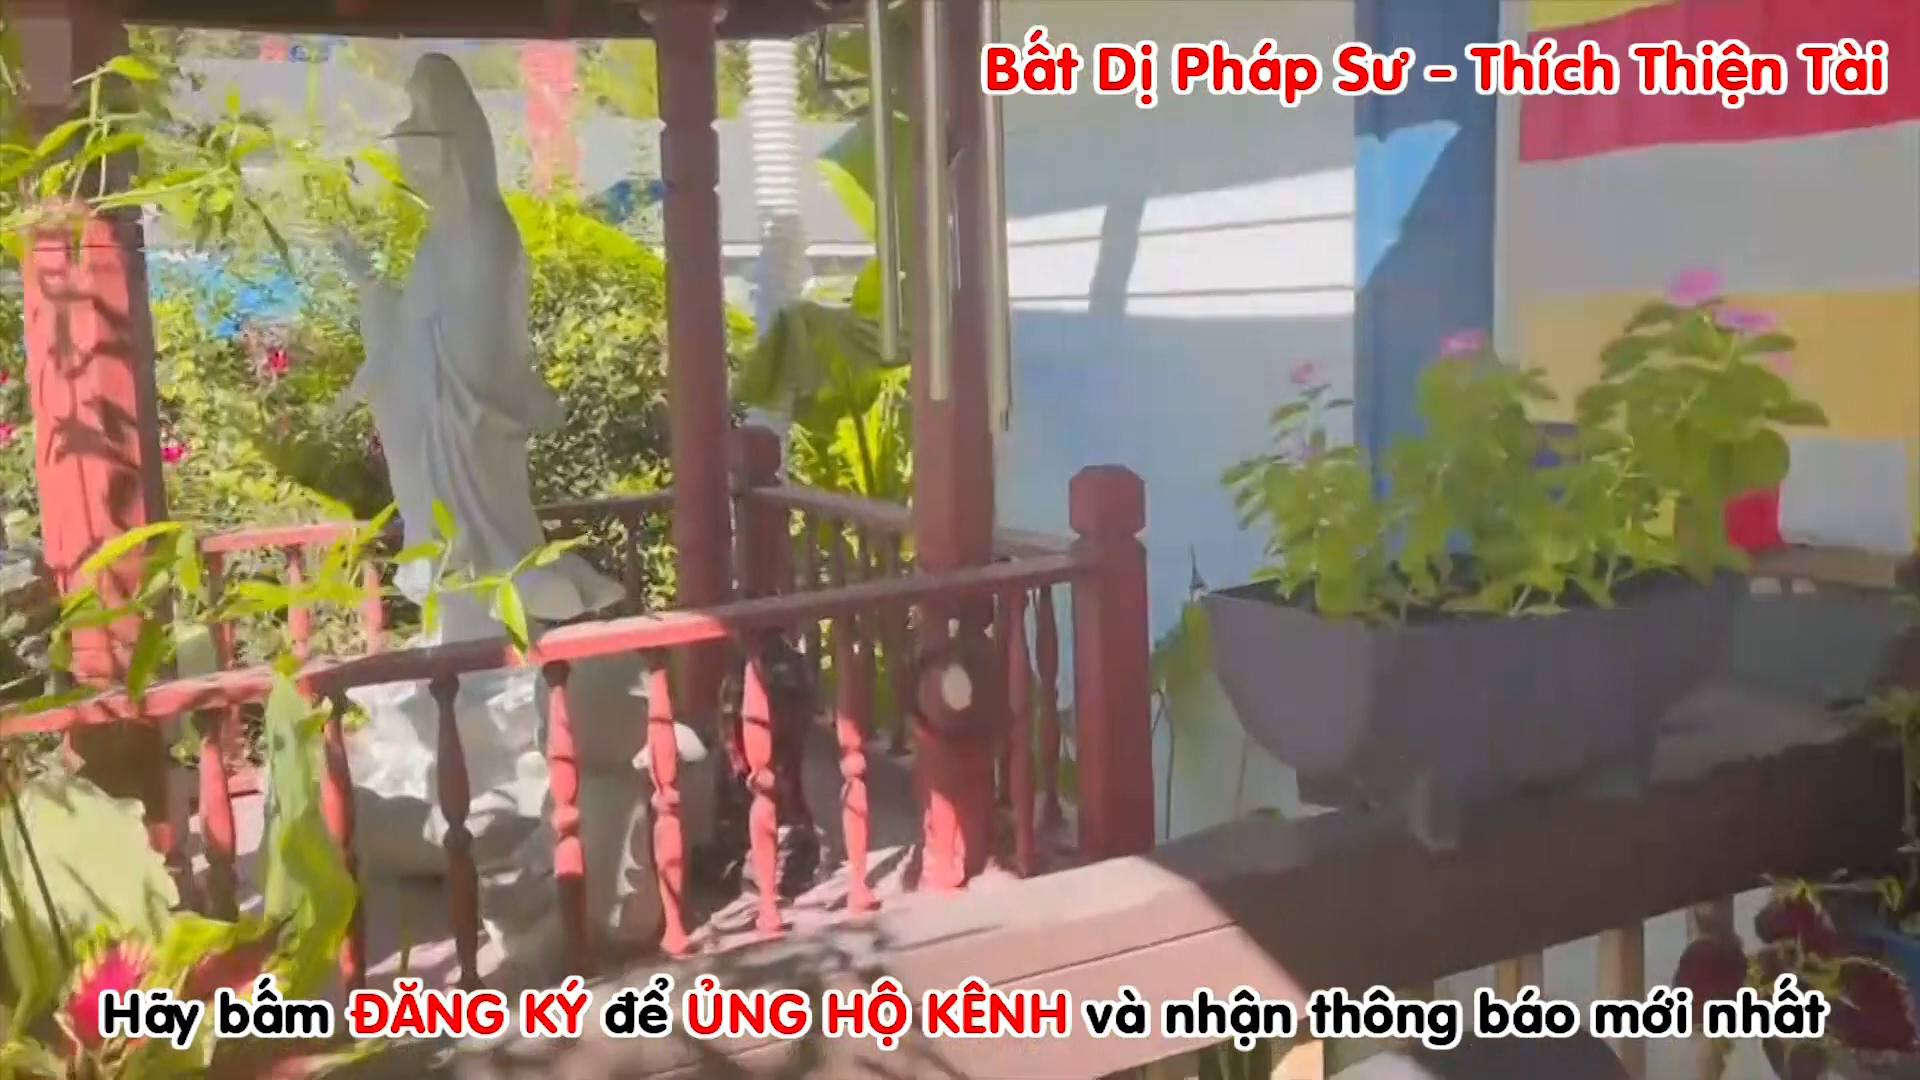 Bất Dị Pháp Sư - Thích Thiện Tài
Hãy bấm ĐĂNG KÝ để ỦNG HỘ KÊNH và nhận thông báo mới nhất